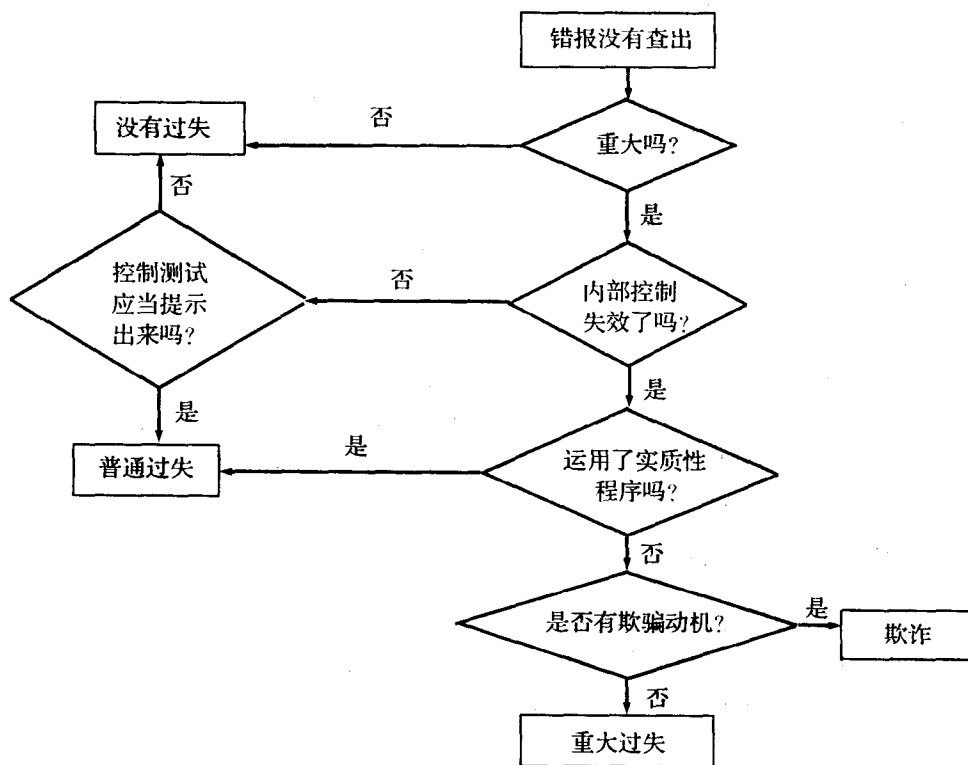 错报没有查出
没有过失
否
重大吗?
否
是
控制测试
应当提示
出来吗?
否
内部控制
失效了吗?
是
是
普通过失
是
运用了实质性
程序吗?
否
是否有欺骗动机?
是
欺诈
否
重大过失